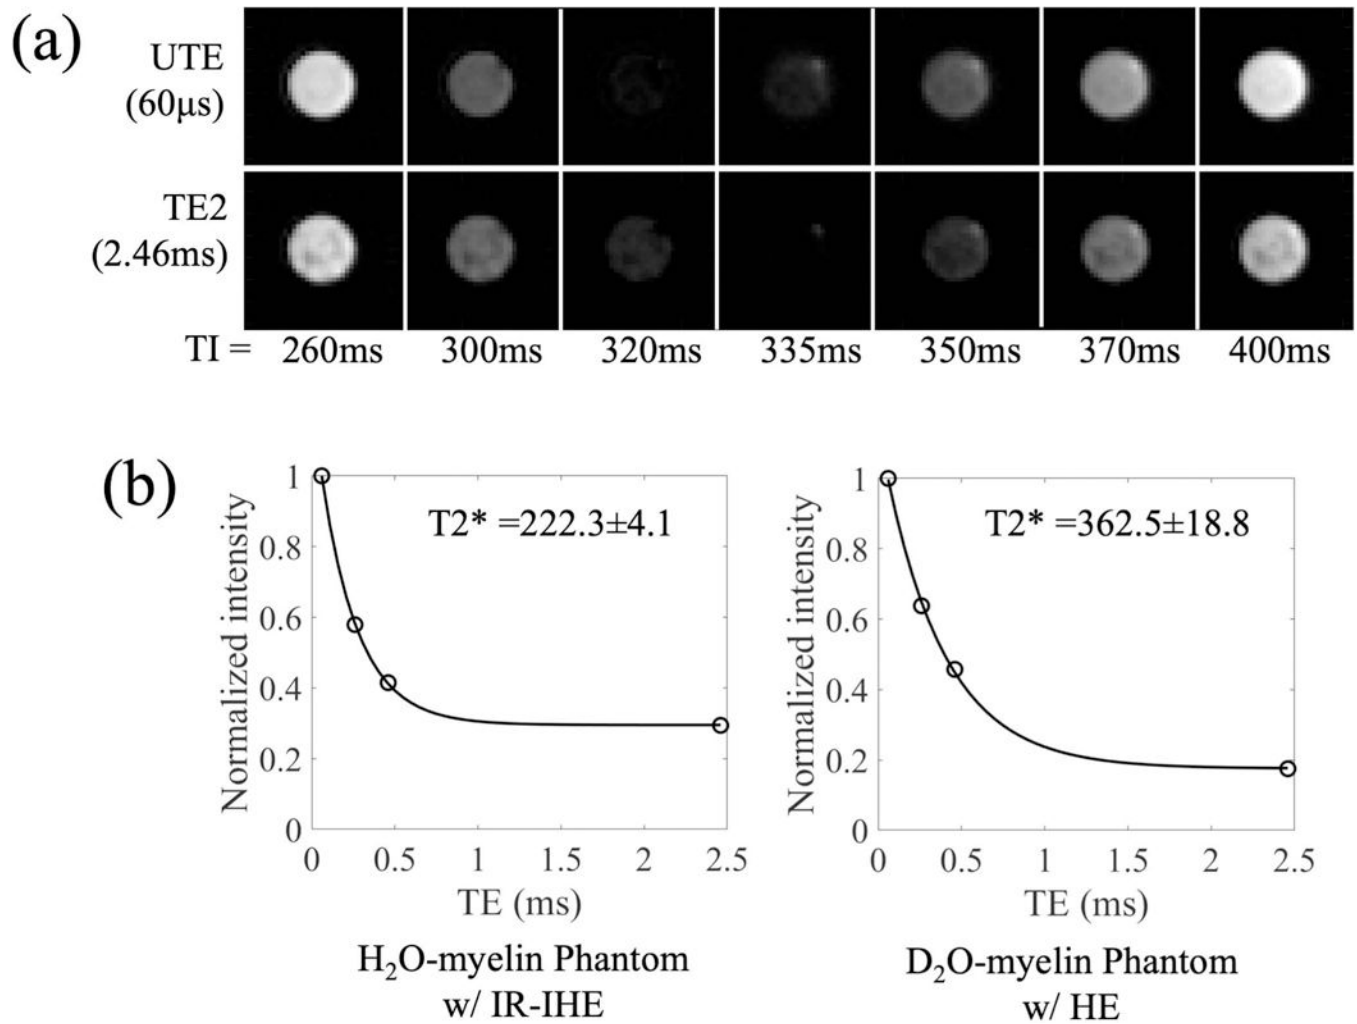 (a)
UTE
(60μs)
TE2
(2.46ms)
TI = 260ms 300ms 320ms 335ms 350ms 370ms 400ms
(b)
Normalized intensity
1
0.8
0.6
0.4
0.2
0
T2* =222.3±4.1
0 0.5 1 1.5 2 2.5
TE (ms)
H₂O-myelin Phantom
w/ IR-IHE
Normalized intensity
1
0.8
0.6
0.4
0.2
0
T2* =362.5±18.8
0 0.5 1 1.5 2 2.5
TE (ms)
D₂O-myelin Phantom
w/ HE